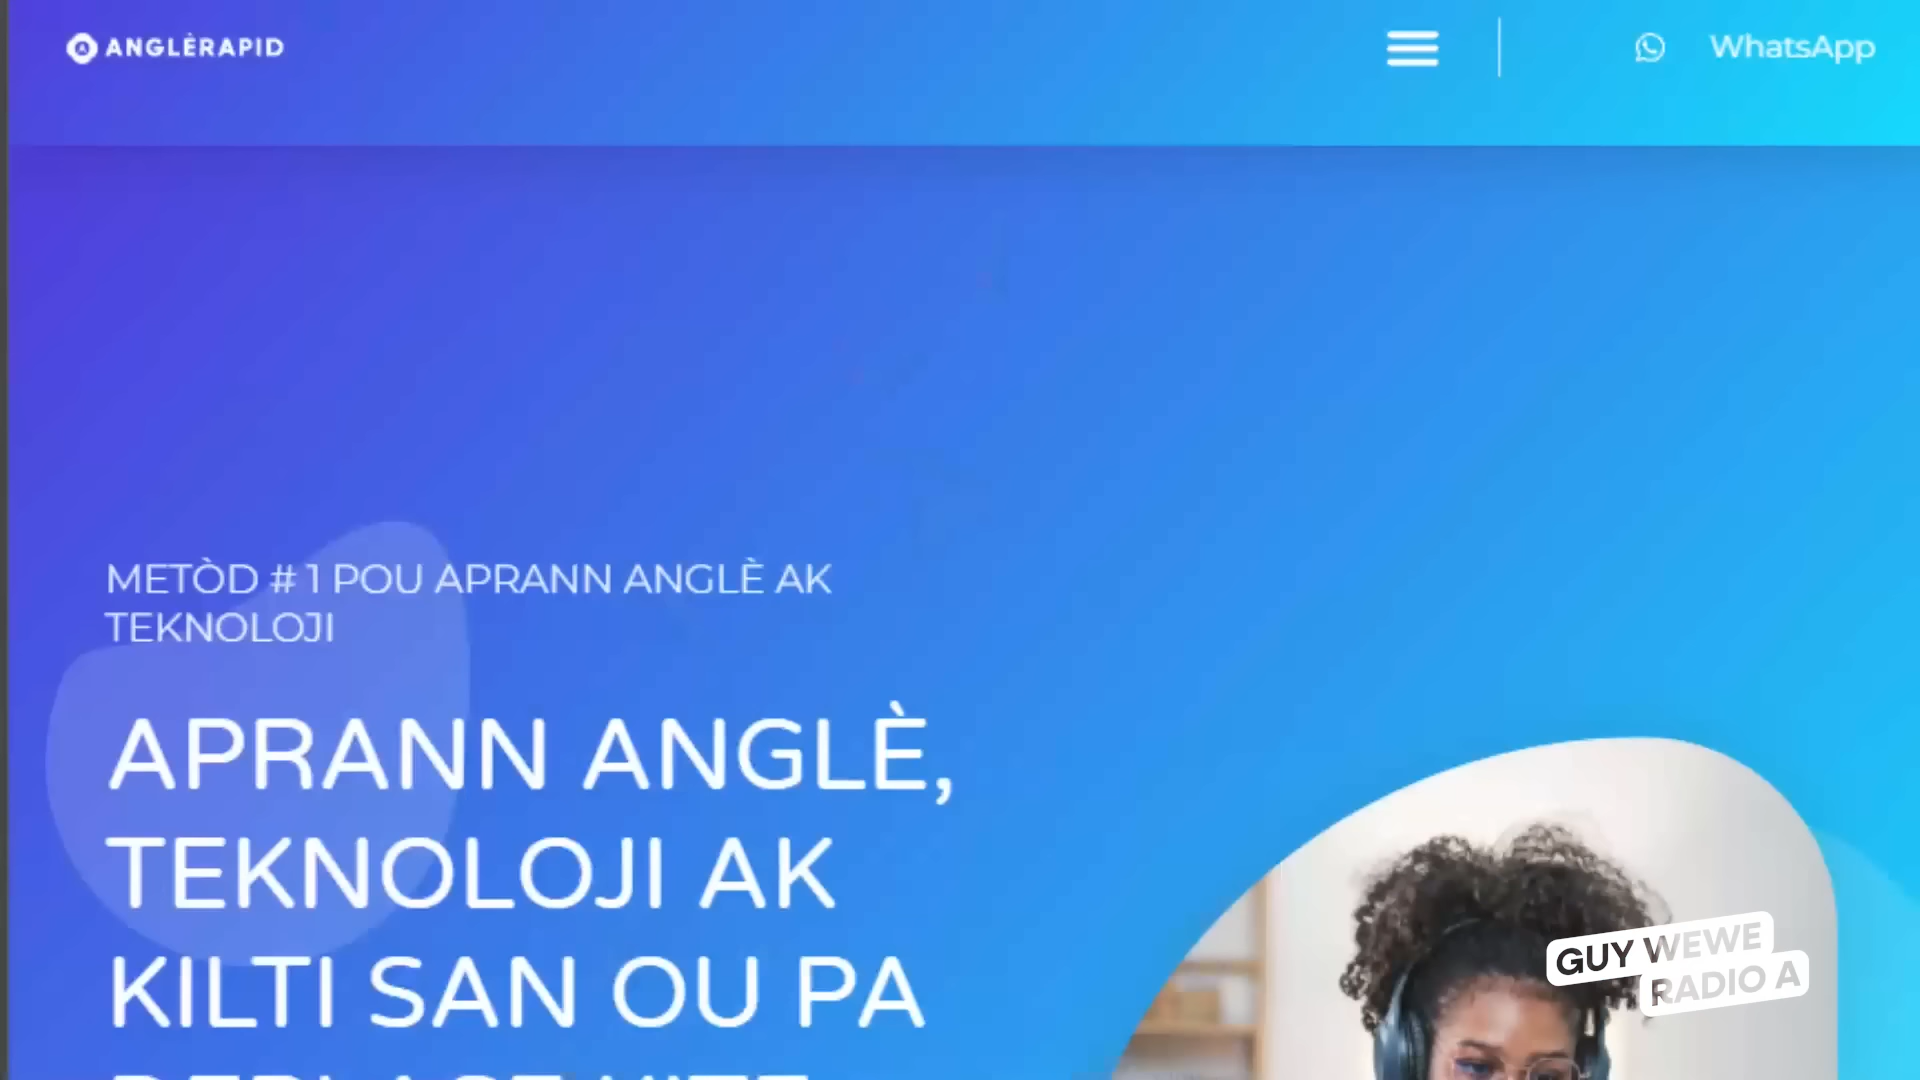 ANGLÈRAPID
WhatsApp
METÒD # 1 POU APRANN ANGLÈ AK
TEKNOLOJI
APRANN ANGLÈ,
TEKNOLOJI AK
KILTI SAN OU PA
GUY WEWE
RADIO A